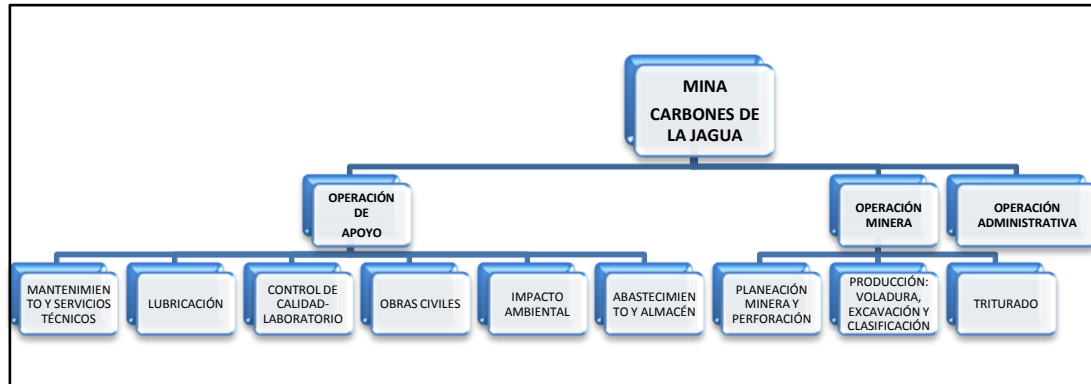 MINA
CARBONES DE
LA JAGUA
OPERACIÓN
DE
APOYO
OPERACIÓN
MINERA
OPERACIÓN
ADMINISTRATIVA
MANTENIMIEN
TO Y SERVICIOS
TÉCNICOS
LUBRICACIÓN
CONTROL DE
CALIDAD-
LABORATORIO
OBRAS CIVILES
IMPACTO
AMBIENTAL
ABASTECIMIEN
TO Y ALMACÉN
PLANEACIÓN
MINERA Y
PERFORACIÓN
PRODUCCIÓN:
VOLADURA,
EXCAVACIÓN Y
CLASIFICACIÓN
TRITURADO